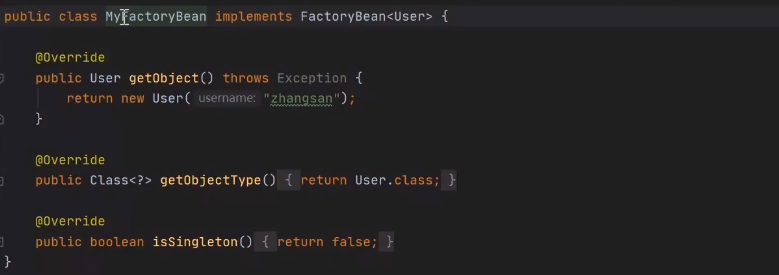 public class MyFactoryBean implements FactoryBean<User> {
@Override
public User getObject() throws Exception {
return new User( username: "zhangsan");
}
@Override
public Class<?> getObjectType() { return User.class; }
@Override
public boolean isSingleton() { return false; }
}